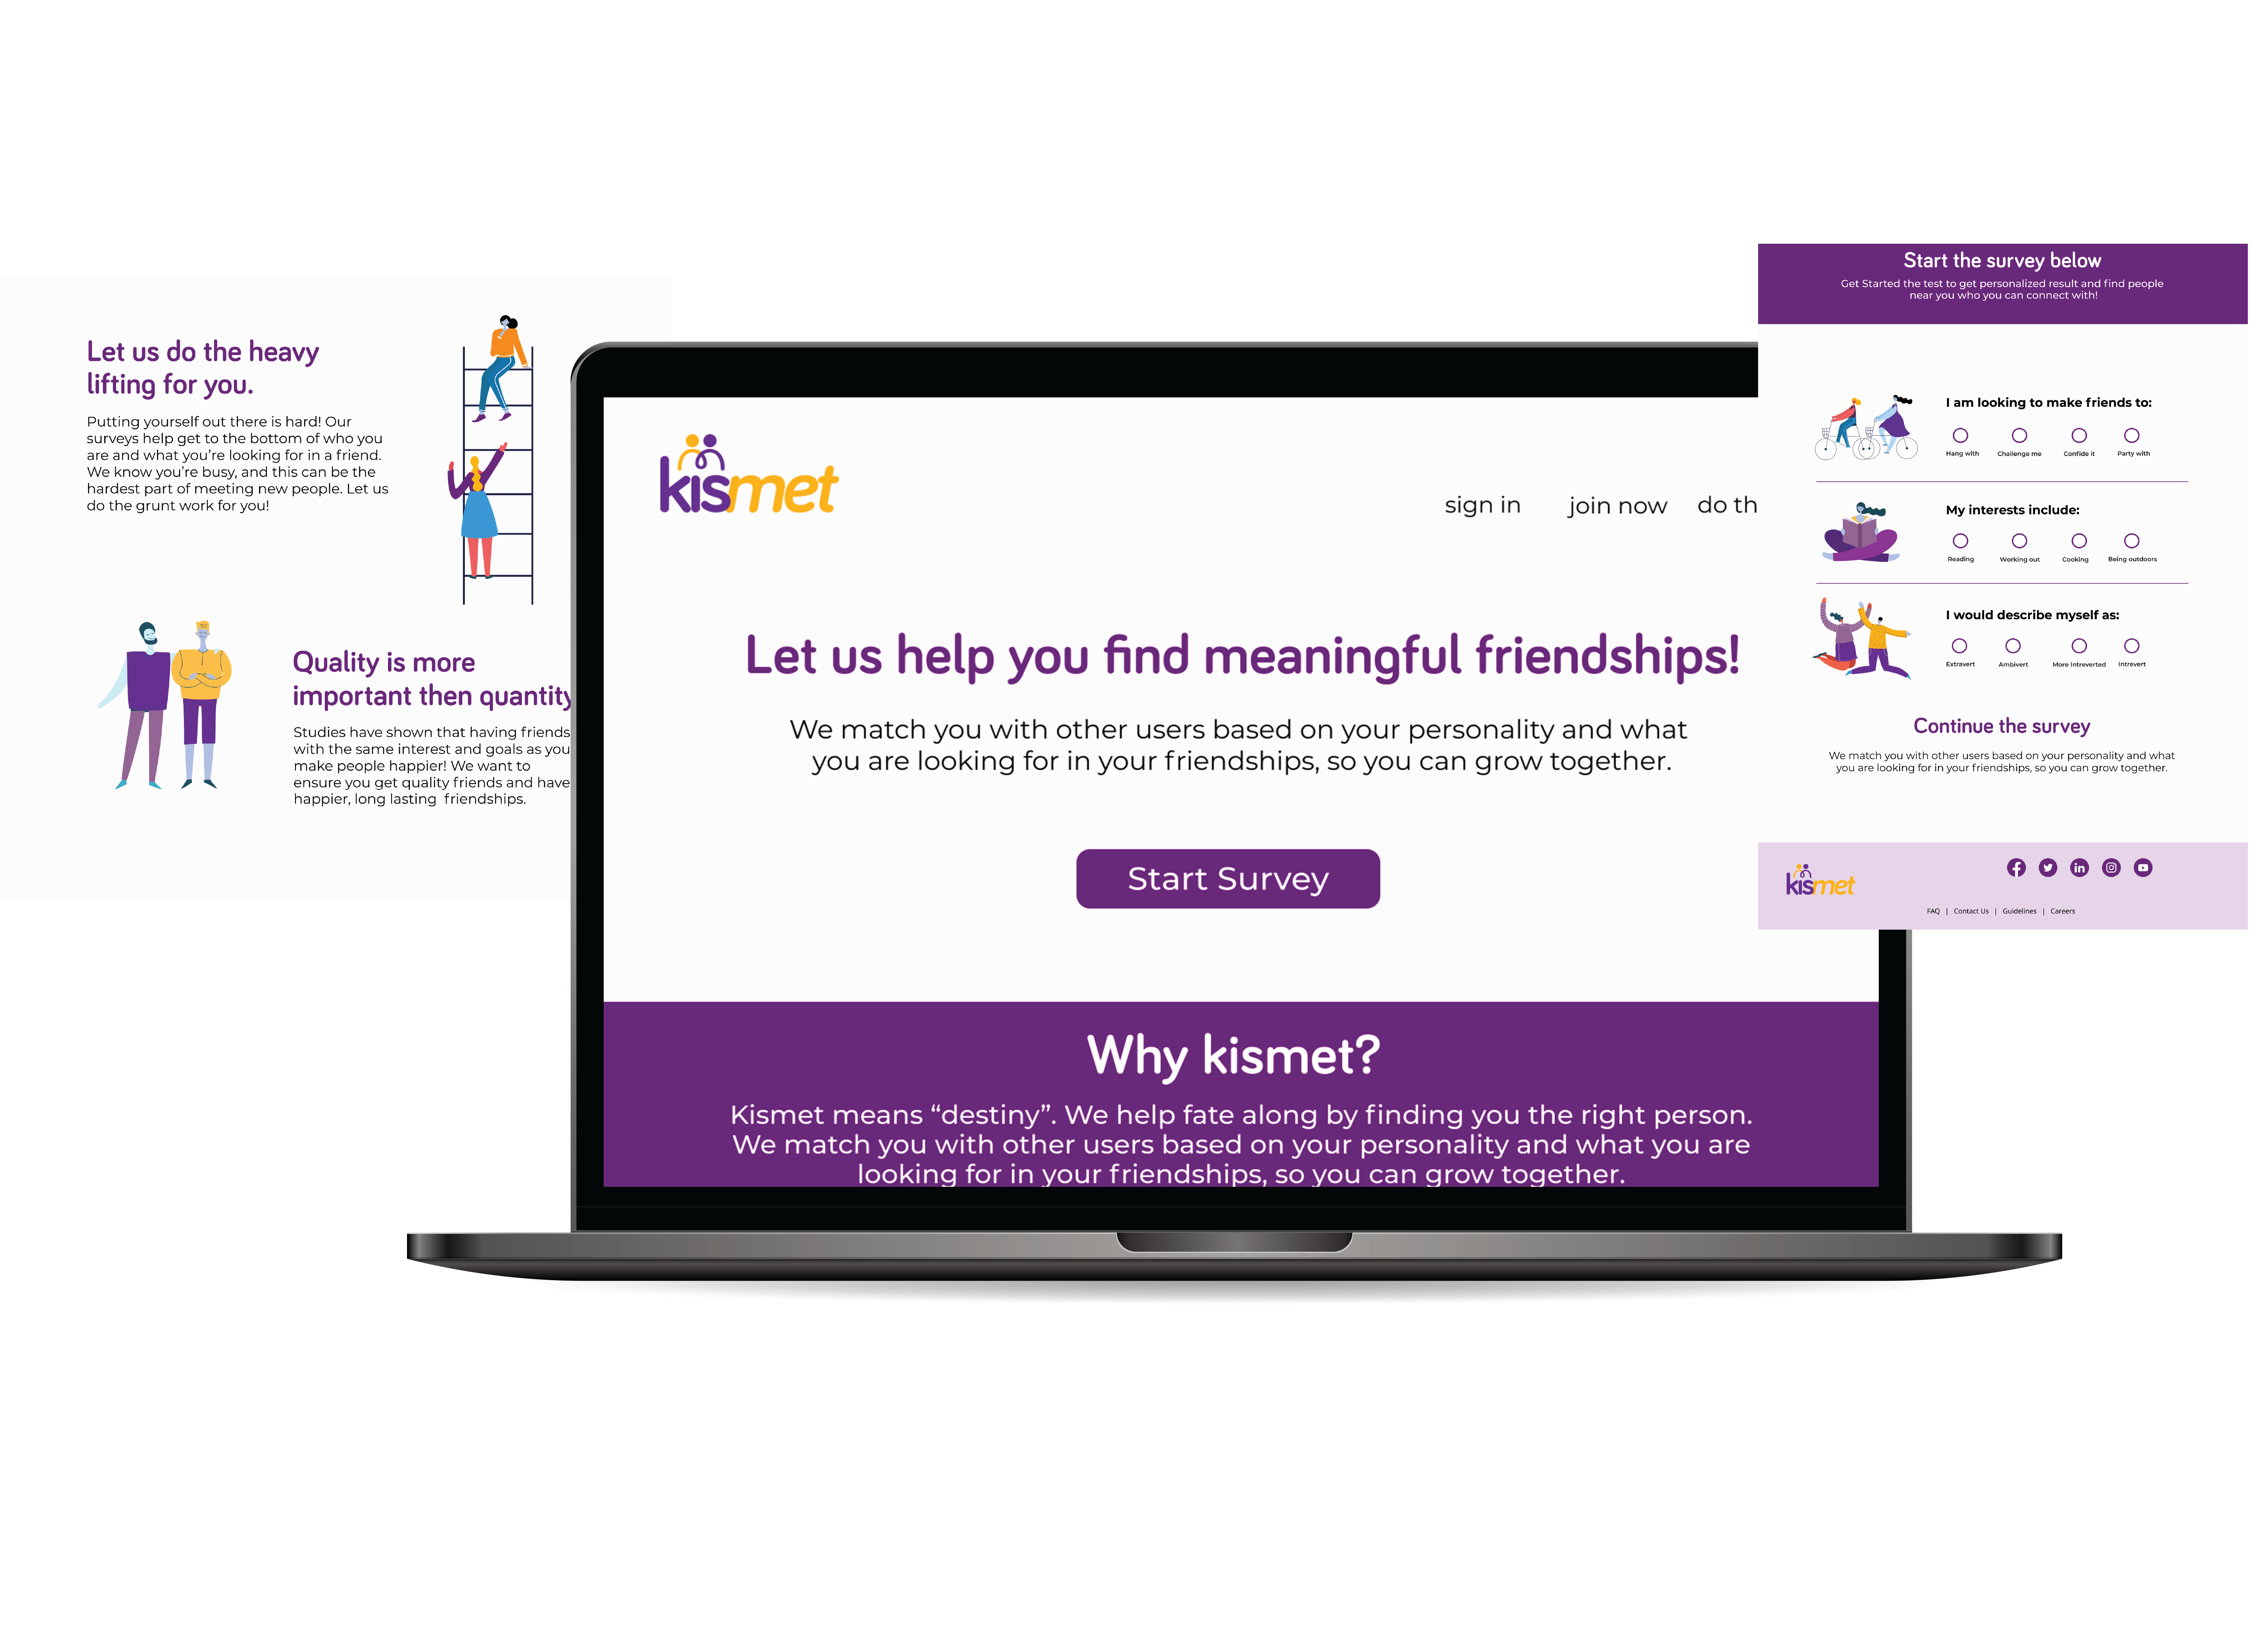 Let us do the heavy
lifting for you.
Putting yourself out there is hard! Our
surveys help get to the bottom of who you
are and what you're looking for in a friend.
We know you're busy, and this can be the
hardest part of meeting new people. Let us
do the grunt work for you!
Quality is more
important then quantity
Studies have shown that having friends
with the same interest and goals as you
make people happier! We want to
ensure you get quality friends and have
happier, long lasting friendships.
kismet
sign in join now do th
Let us help you find meaningful friendships!
We match you with other users based on your personality and what
you are looking for in your friendships, so you can grow together.
Start Survey
Why kismet?
Kismet means “destiny”. We help fate along by finding you the right person.
We match you with other users based on your personality and what you are
looking for in your friendships, so you can grow together.
Start the survey below
Get Started the test to get personalized result and find people
near you who you can connect with!
I am looking to make friends to:
Hang with Challenge me Confide it Party with
My interests include:
Reading Working out Cooking Being outdoors
I would describe myself as:
Extravert Ambivert More Intreverted Intrevert
Continue the survey
We match you with other users based on your personality and what
you are looking for in your friendships, so you can grow together.
kismet
FAQ | Contact Us | Guidelines | Careers